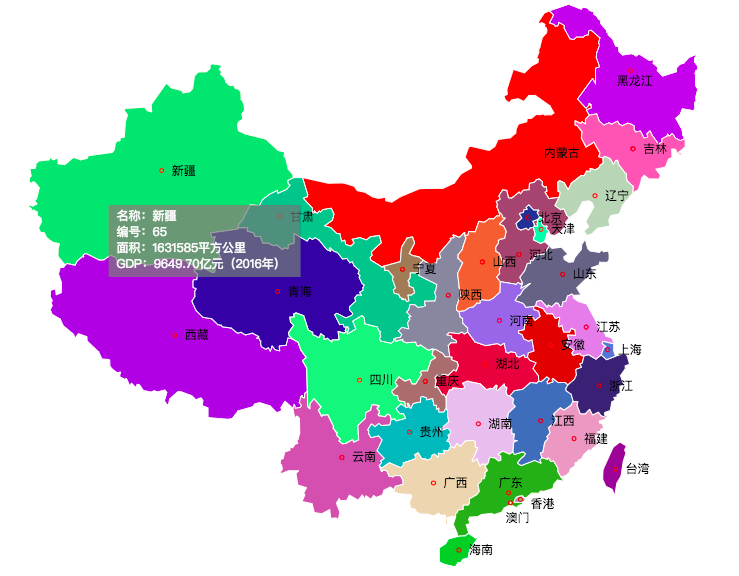 黑龙江
吉林
内蒙古
新疆
辽宁
名称：新疆
编号：65
面积：1631585平方公里
GDP：9649.70亿元（2016年）
甘肃
北京
天津
河北
山西
宁夏
山东
青海
陕西
河南
江苏
西藏
安徽
上海
湖北
四川
重庆
浙江
江西
湖南
贵州
福建
云南
台湾
广西
广东
香港
澳门
海南